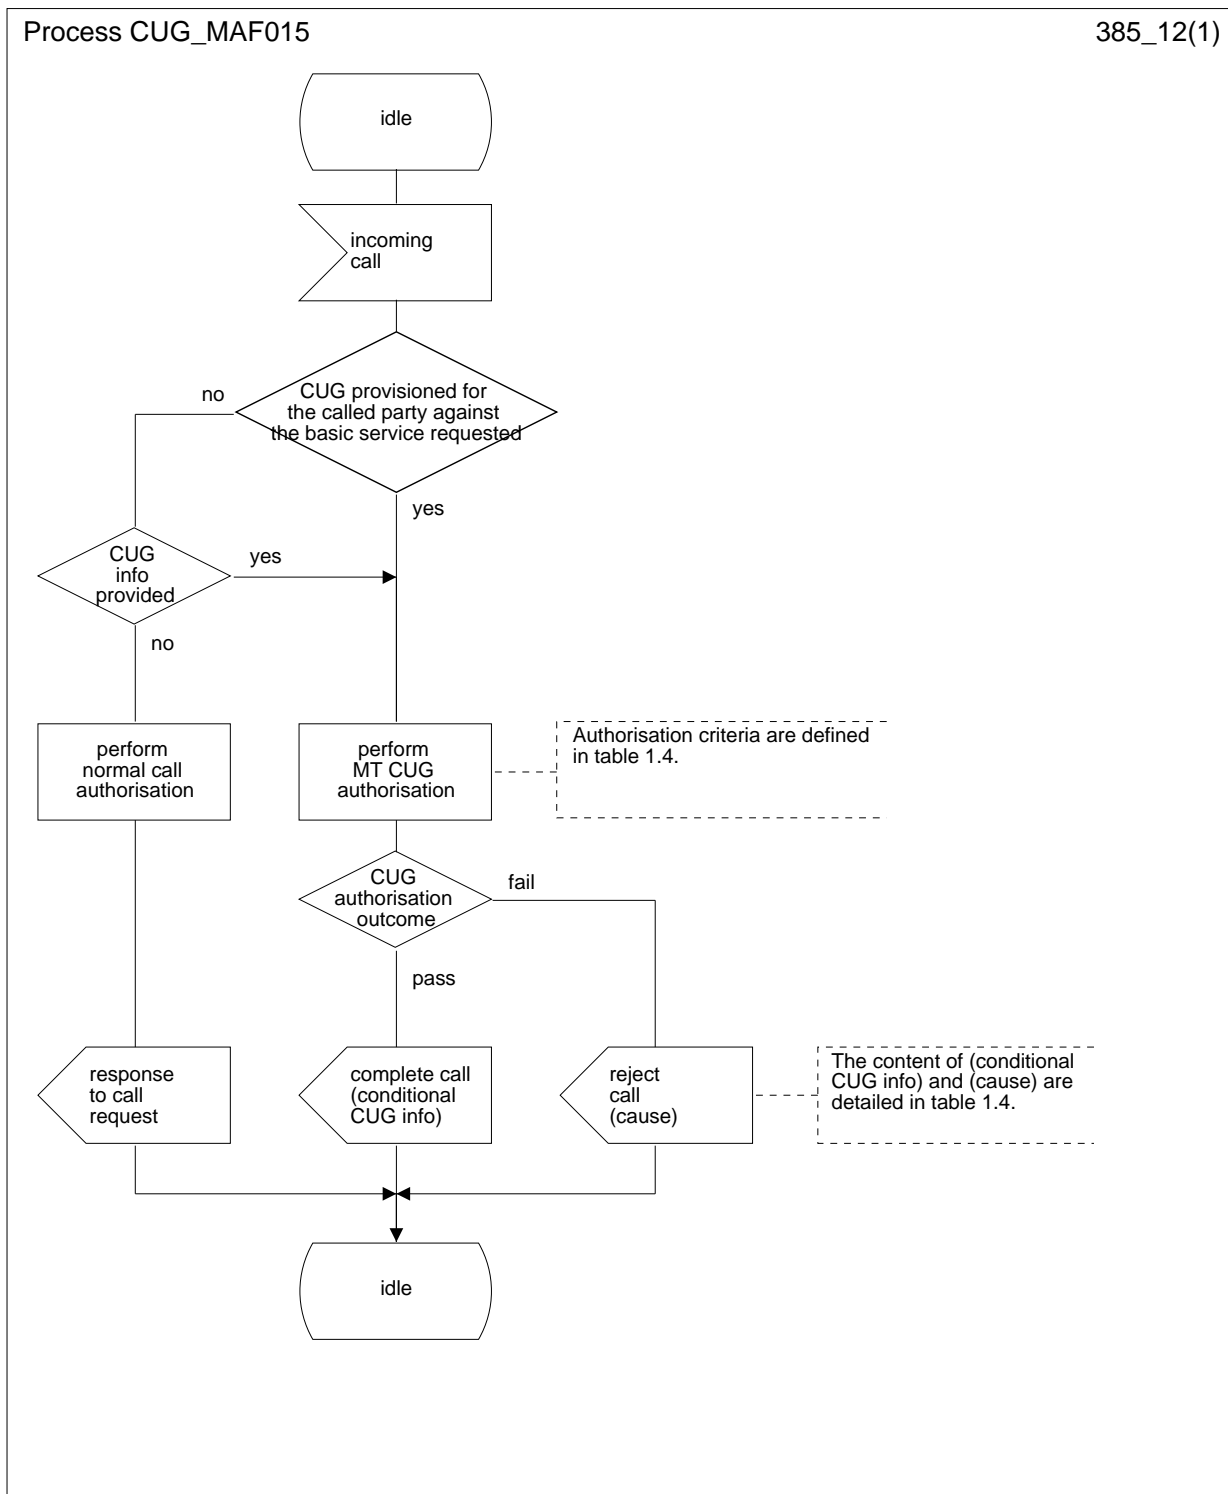 Process CUG_MAF015
385_12(1)
idle
incoming
call
no
CUG provisioned for
the called party against
the basic service requested
yes
CUG
info
provided
yes
no
perform
normal call
authorisation
perform
MT CUG
authorisation
Authorisation criteria are defined
in table 1.4.
CUG
authorisation
outcome
fail
pass
response
to call
request
complete call
(conditional
CUG info)
reject
call
(cause)
The content of (conditional
CUG info) and (cause) are
detailed in table 1.4.
idle